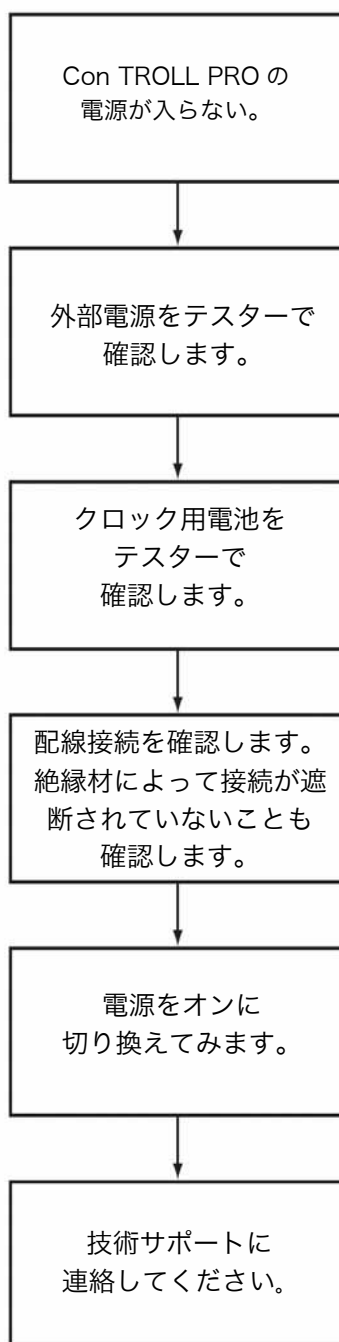 Con TROLL PRO の
電源が入らない。
外部電源をテスターで
確認します。
クロック用電池を
テスターで
確認します。
配線接続を確認します。
絶縁材によって接続が遮
断されていないことも
確認します。
電源をオンに
切り換えてみます。
技術サポートに
連絡してください。